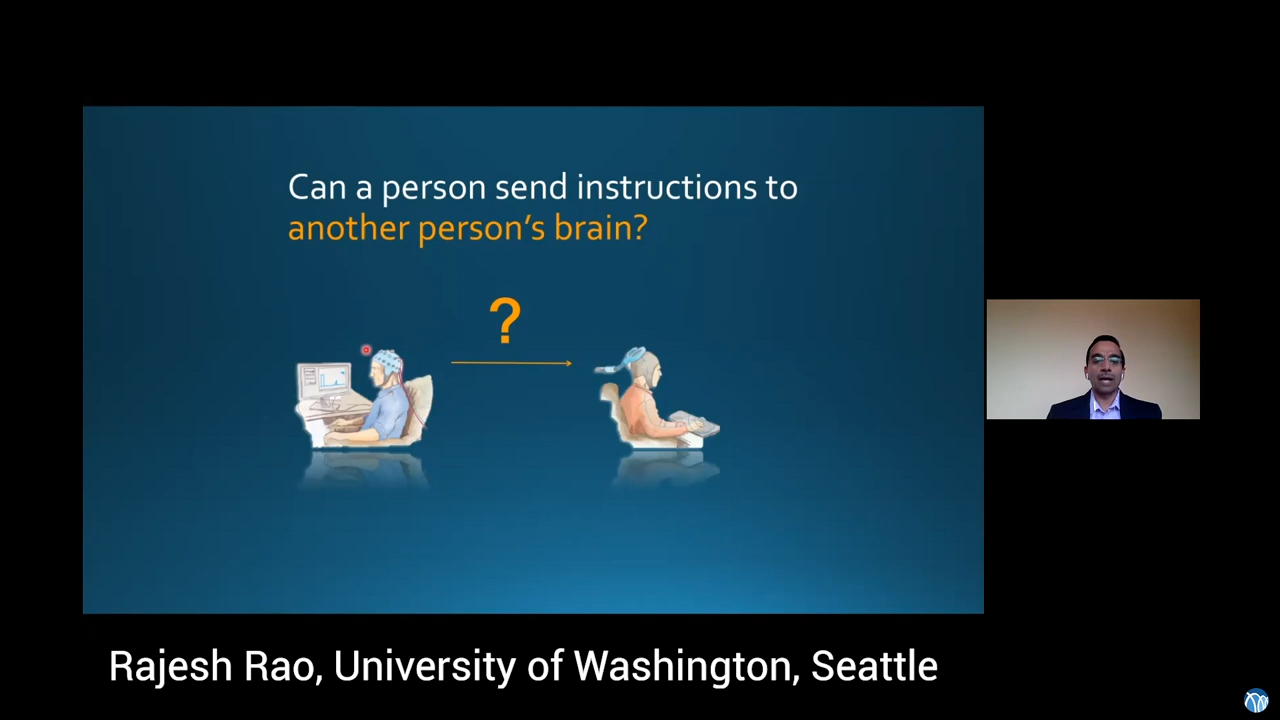 Can a person send instructions to
another person's brain?
?
Rajesh Rao, University of Washington, Seattle